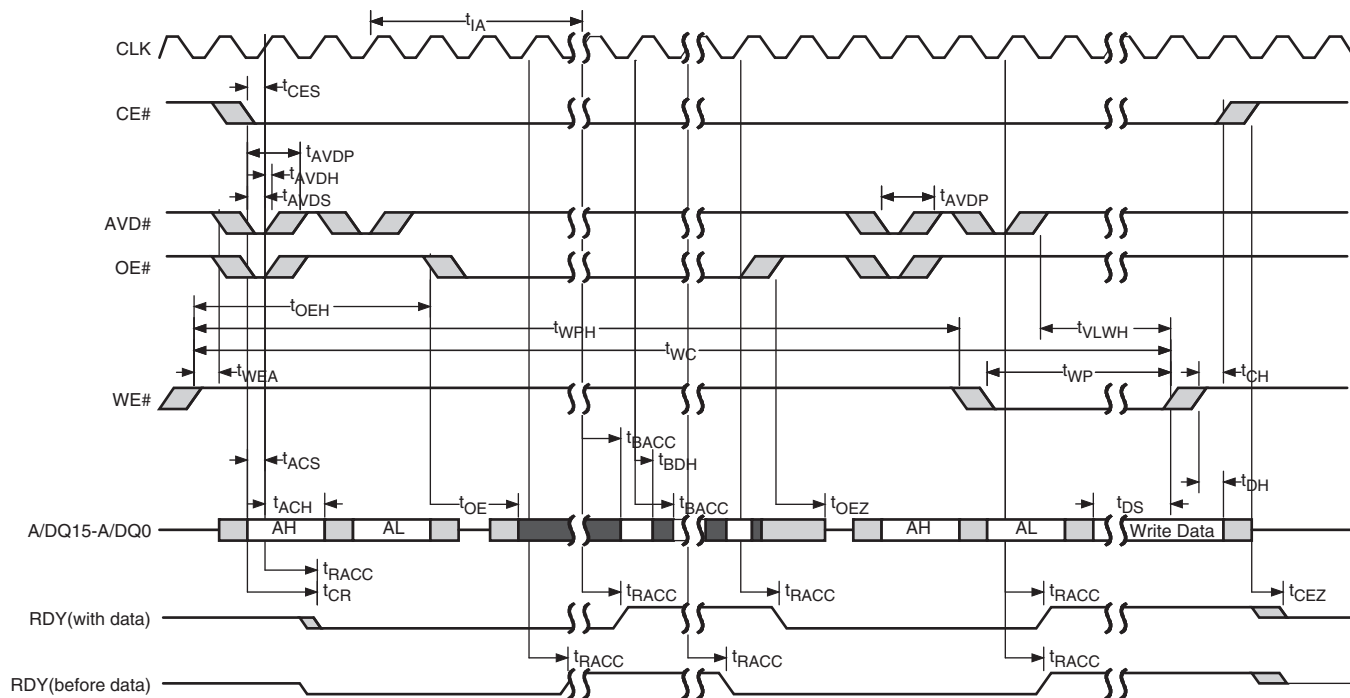 tIA
CLK
tCES
CE#
tAVDP
tAVDH
tAVDS
tAVDP
AVD#
OE#
tOEH
tWPH
tVLWH
tWC
tWEA
tWP
tCH
WE#
tBACC
tACS
tBDH
tACH
tOE
tBACC
tOEZ
tDS
tDH
A/DQ15-A/DQ0
AH
AL
AH
AL
Write Data
tRACC
tCR
tRACC
tRACC
tRACC
tCEZ
RDY(with data)
tRACC
tRACC
tRACC
RDY(before data)